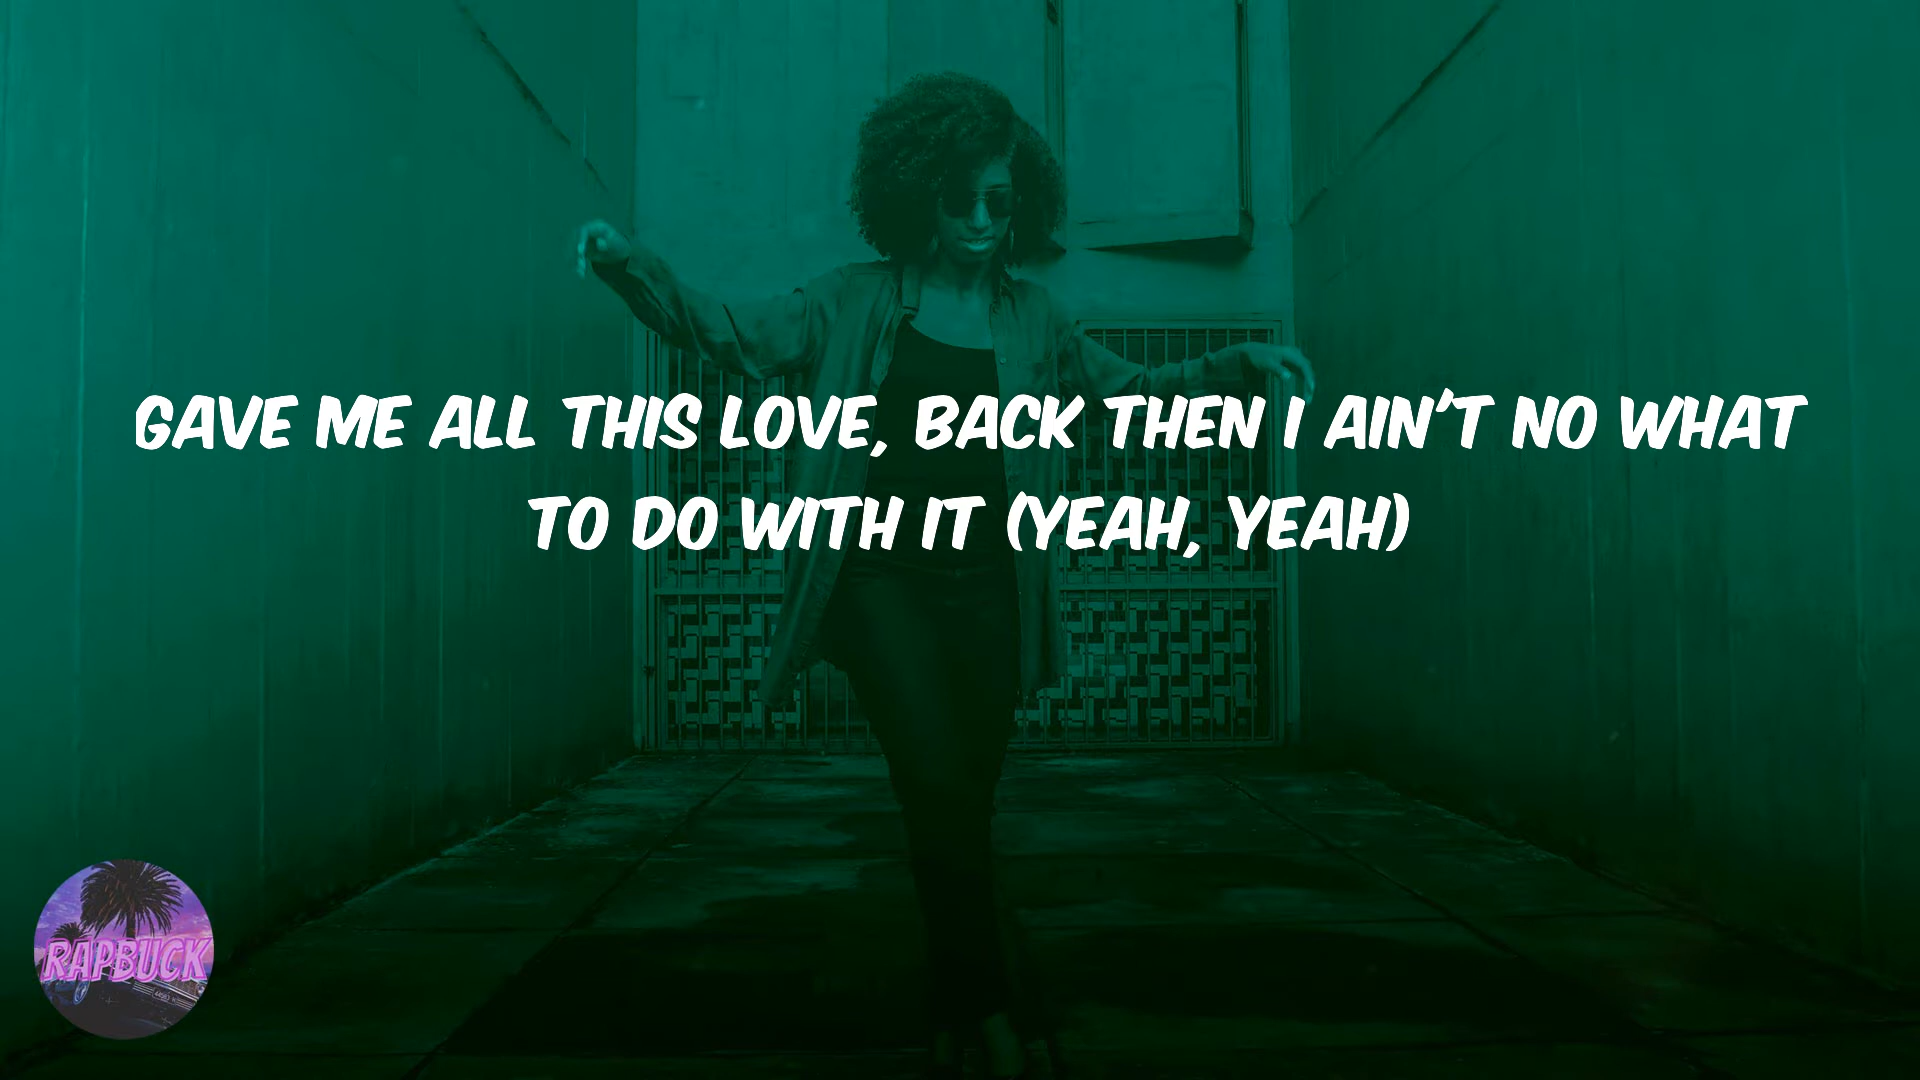 GAVE ME ALL THIS LOVE, BACK THEN I AIN'T NO WHAT
TO DO WITH IT (YEAH, YEAH)
RAPBUCK